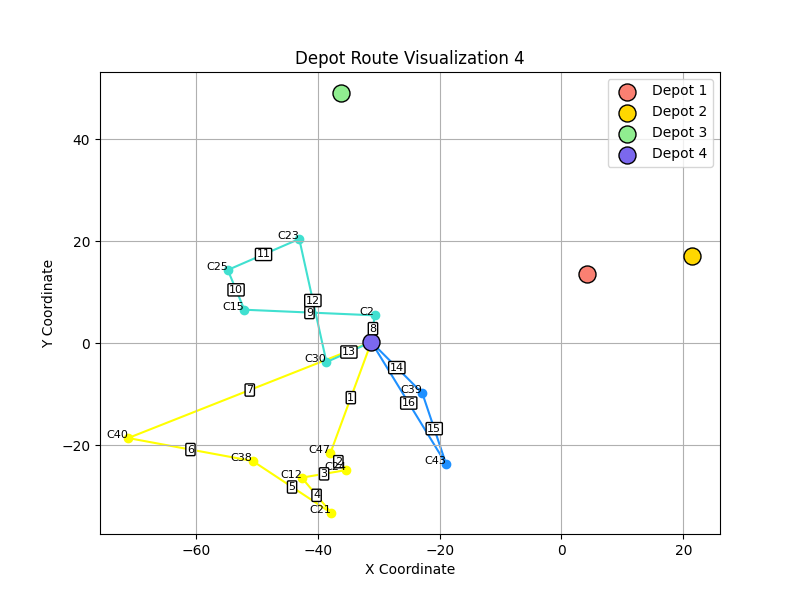 Depot Route Visualization 4
Depot 1
Depot 2
Depot 3
Depot 4
Y Coordinate
40
20
0
−20
C23
11
C25
10
C15
12
9
C2
8
C30
13
14
7
C39
1
16
C40
15
6
C47
C38
2
C24
C43
C12
3
5
4
C21
−60
−40
−20
0
20
X Coordinate